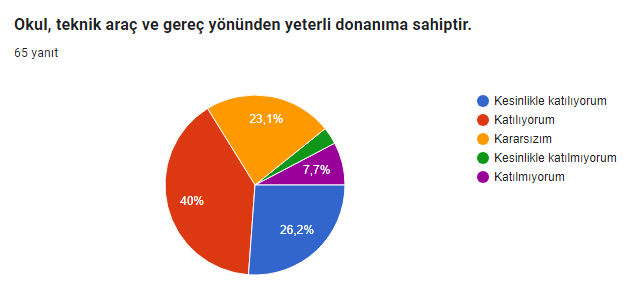 Okul, teknik araç ve gereç yönünden yeterli donanıma sahiptir.
65 yanıt
23,1%
7,7%
40%
26,2%
Kesinlikle katılıyorum
Katılıyorum
Kararsızım
Kesinlikle katılmıyorum
Katılmıyorum